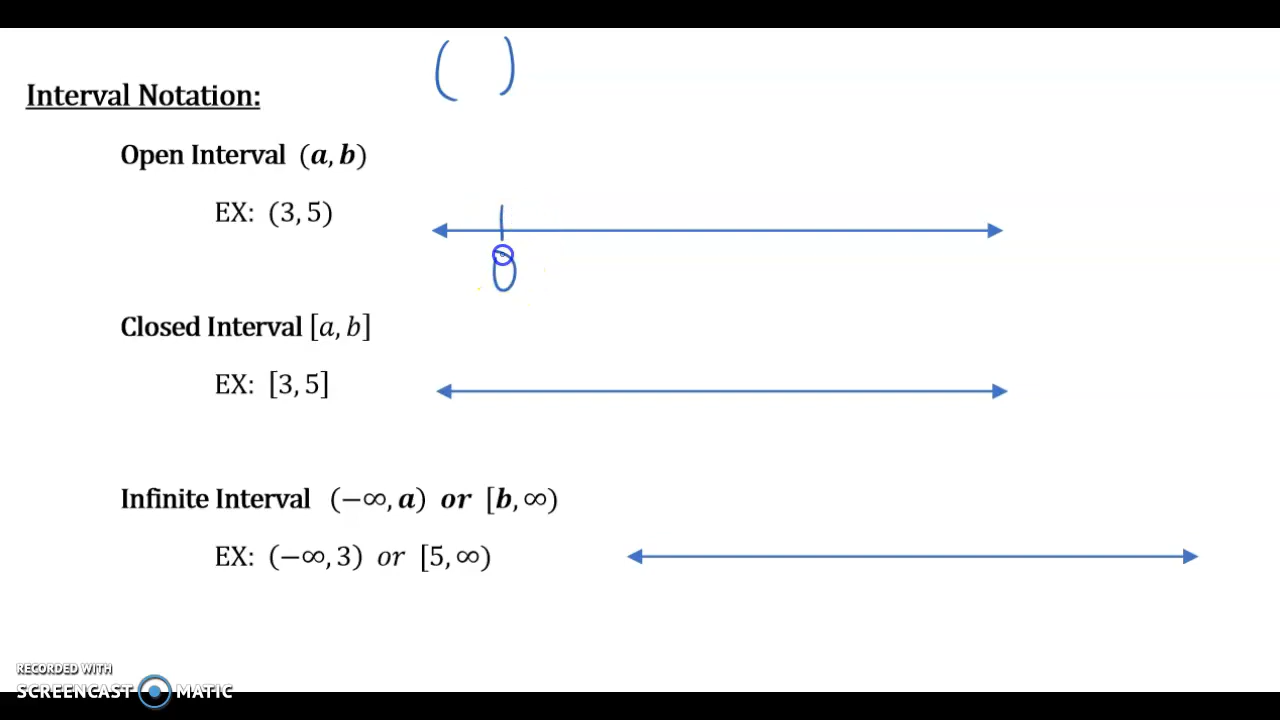 ( )
Interval Notation:
Open Interval (a, b)
EX: (3, 5)
0
Closed Interval [a, b]
EX: [3, 5]
Infinite Interval (−∞, a) or [b, ∞)
EX: (−∞, 3) or [5, ∞)
RECORDED WITH
SCREENCAST MATIC